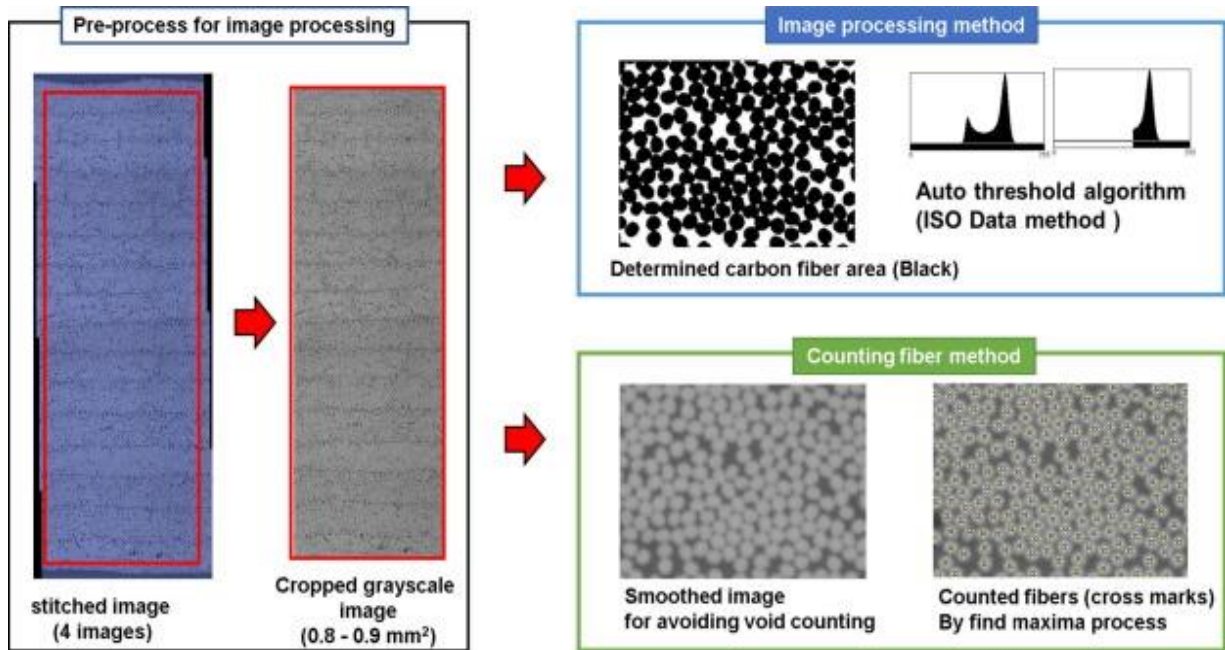 Pre-process for image processing
stitched image
(4 images)
Cropped grayscale
image
(0.8 - 0.9 mm²)
Image processing method
Determined carbon fiber area (Black)
0
0
Auto threshold algorithm
(ISO Data method )
Counting fiber method
Smoothed image
for avoiding void counting
Counted fibers (cross marks)
By find maxima process